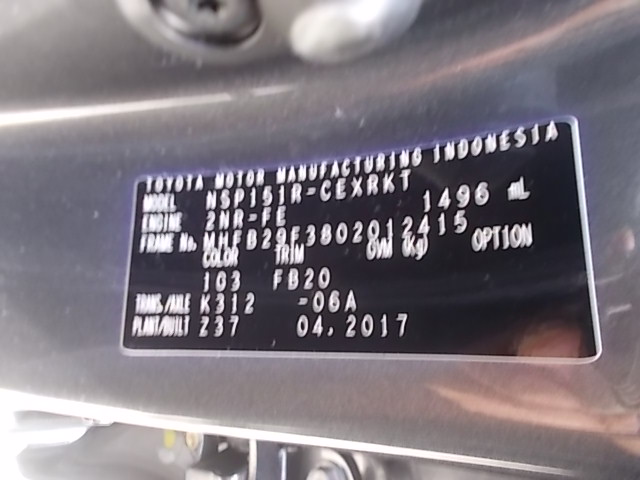 TOYOTA MOTOR MANUFACTURING INDONESIA
MODEL NSP151R-CEXRKT
ENGINE 2NR-FE 1496 mL
FRAME No. MHFB29F3802012415
COLOR TRIM GVM (Kg) OPTION
103 FB20
TRANS/AXLE K312 -06A
PLANT/BUILT Z37 04.2017